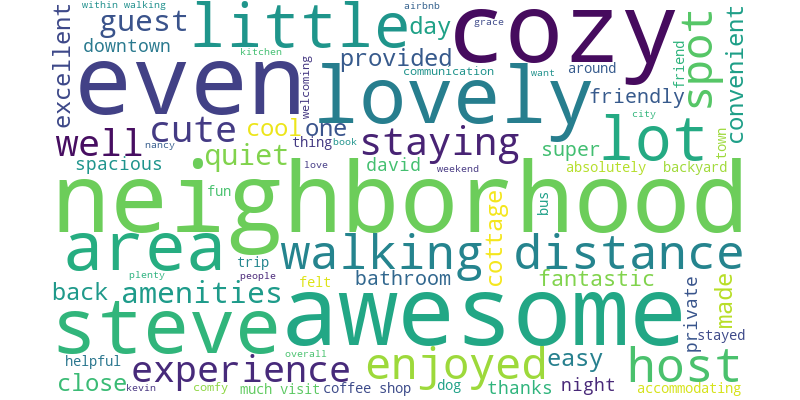 within walking
airbnb
guest
little
day
grace
cozy
excellent
downtown
kitchen
provided
communication
want
around
friend
spot
convenient
even
welcoming
lovely
friendly
city
well
cute
cool
one
staying
lot
town
nancy
thing
book
super
spacious
quiet
love
david
weekend
absolutely
backyard
neighborhood
fun
cottage
bus
area
walking distance
trip
plenty
people
felt
bathroom
fantastic
back
amenities
private
made
steve
awesome
stayed
helpful
overall
experience
enjoyed
easy
host
close
kevin
comfy
much visit
coffee shop
dog
thanks
night
accommodating